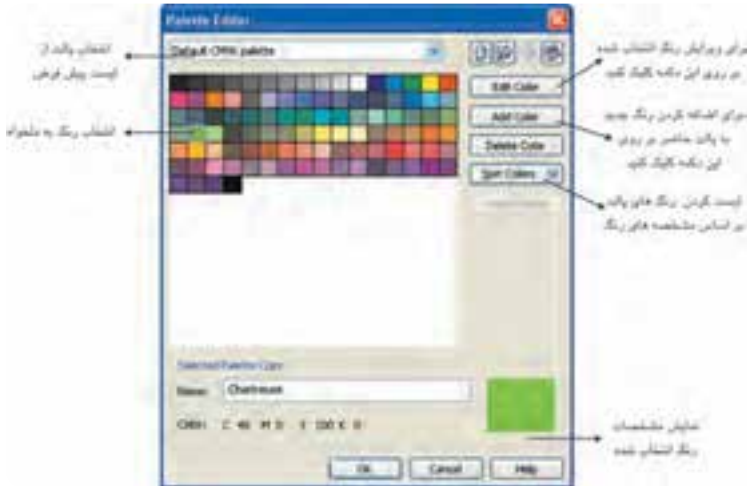 Palette Editor
Default CMYK palette
Edit Color
Add Color
Delete Color
Sort Colors
Selected Palette Color
Name: Chartreuse
CMYK: C 40 M 0 Y 100 K 0
OK Cancel Help
انتخاب پالت از
لیست پیش فرض
انتخاب رنگ به دلخواه
برای ویرایش رنگ انتخاب شده
بر روی این دکمه کلیک کنید
برای اضافه کردن رنگ جدید
به پالت حاضر بر روی
این دکمه کلیک کنید
لیست کردن رنگ های پالت
بر اساس مشخصه های رنگ
نمایش مشخصات
رنگ انتخاب شده